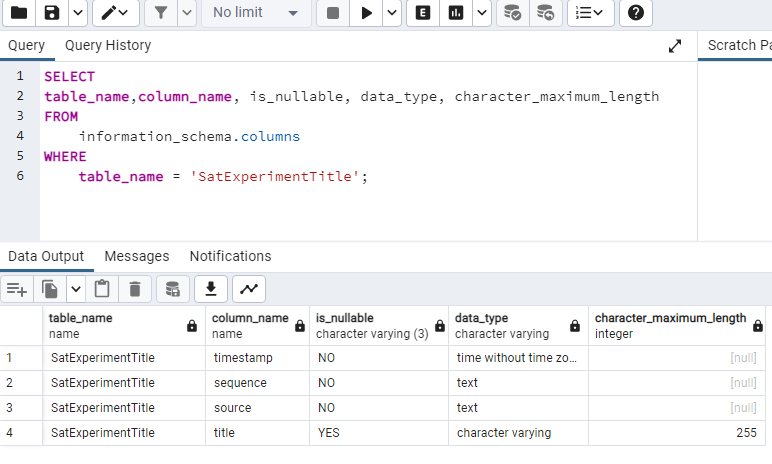 No limit
E
Query Query History Scratch Pa
1 SELECT
2 table_name,column_name, is_nullable, data_type, character_maximum_length
3 FROM
4 information_schema.columns
5 WHERE
6 table_name = 'SatExperimentTitle';
Data Output Messages Notifications
table_name column_name is_nullable data_type character_maximum_length
name name character varying (3) character varying integer
1 SatExperimentTitle timestamp NO time without time zo... [null]
2 SatExperimentTitle sequence NO text [null]
3 SatExperimentTitle source NO text [null]
4 SatExperimentTitle title YES character varying 255